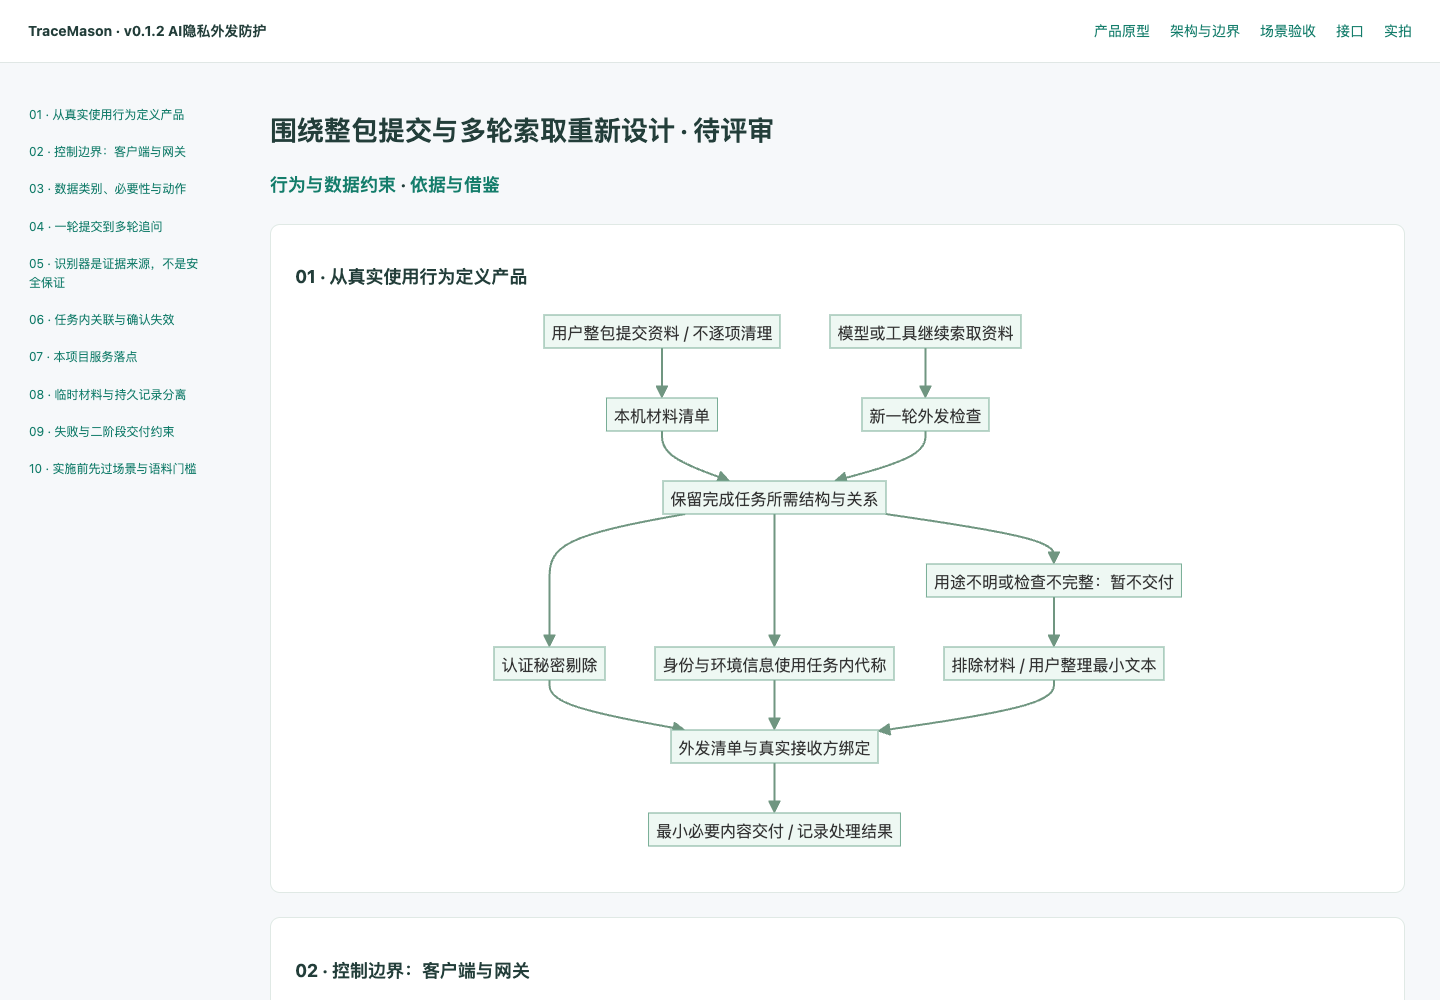 TraceMason · v0.1.2 AI隐私外发防护
产品原型 架构与边界 场景验收 接口 实拍
01 · 从真实使用行为定义产品
02 · 控制边界：客户端与网关
03 · 数据类别、必要性与动作
04 · 一轮提交到多轮追问
05 · 识别器是证据来源，不是安
全保证
06 · 任务内关联与确认失效
07 · 本项目服务落点
08 · 临时材料与持久记录分离
09 · 失败与二阶段交付约束
10 · 实施前先过场景与语料门槛
围绕整包提交与多轮索取重新设计 · 待评审
行为与数据约束 · 依据与借鉴
01 · 从真实使用行为定义产品
用户整包提交资料 / 不逐项清理
模型或工具继续索取资料
本机材料清单
新一轮外发检查
保留完成任务所需结构与关系
用途不明或检查不完整：暂不交付
认证秘密剔除
身份与环境信息使用任务内代称
排除材料 / 用户整理最小文本
外发清单与真实接收方绑定
最小必要内容交付 / 记录处理结果
02 · 控制边界：客户端与网关